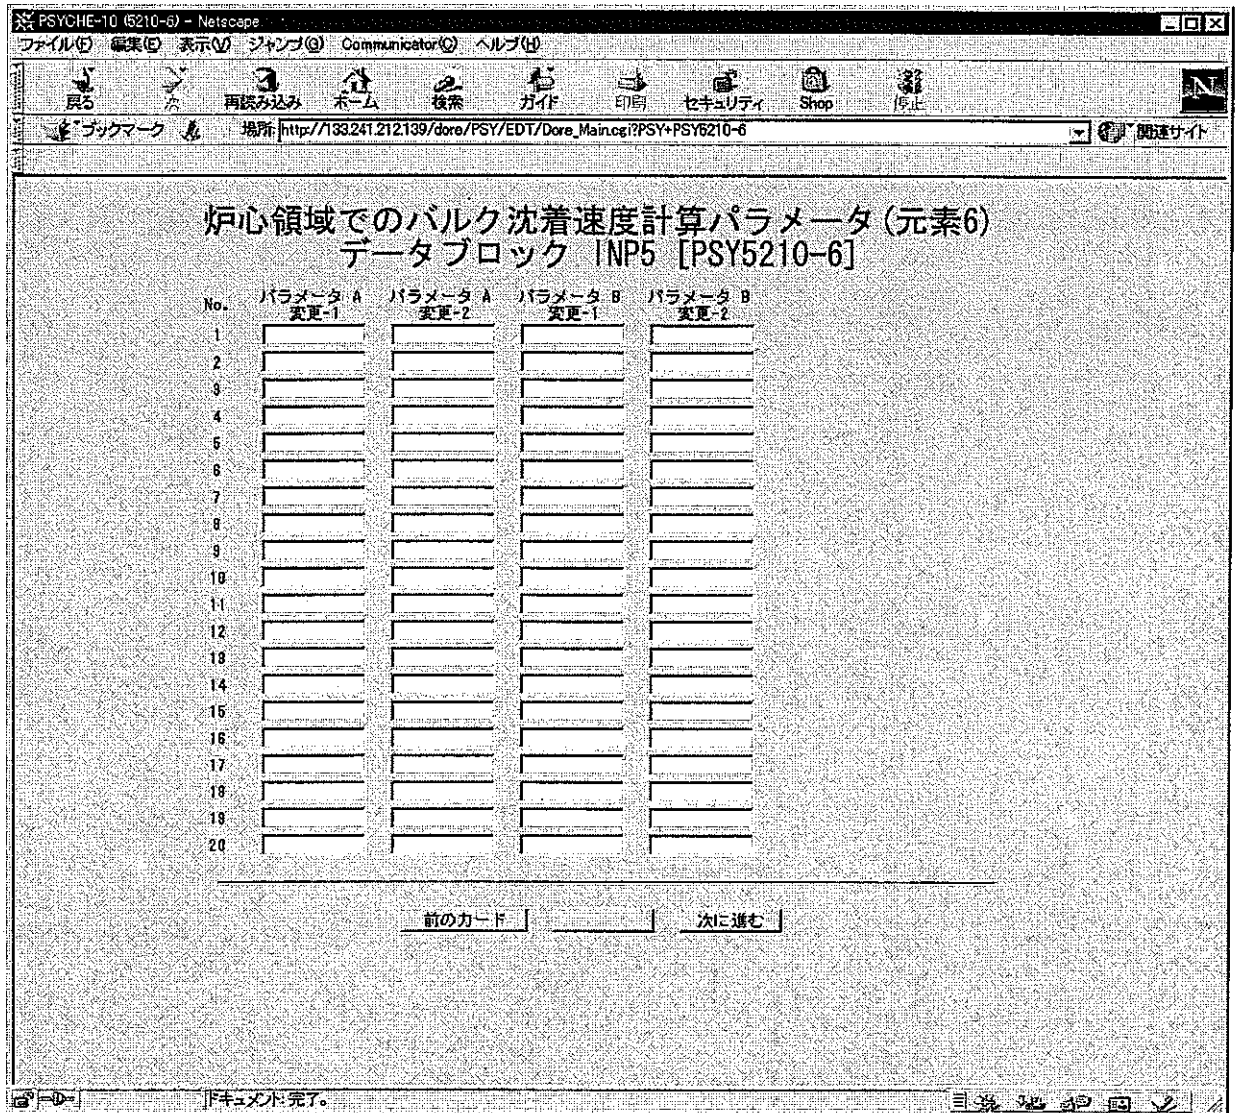 PSYCHE-10 (5210-6) - Netscape
ファイル(F) 編集(E) 表示(V) ジャンプ(G) Communicator(C) ヘルプ(H)
戻る 次 再読み込み ホーム 検索 ガイド 印刷 セキュリティ Shop 停止
N
ブックマーク 場所: http://133.241.212.139/dore/PSY/EDT/Dore_Main.cgi?PSY+PSY5210-6 関連サイト
炉心領域でのバルク沈着速度計算パラメータ(元素6)
データブロック INP5 [PSY5210-6]
No. パラメータ A 変更-1 パラメータ A 変更-2 パラメータ B 変更-1 パラメータ B 変更-2
1
2
3
4
5
6
7
8
9
10
11
12
13
14
15
16
17
18
19
20
前のカード 次に進む
ドキュメント: 完了。